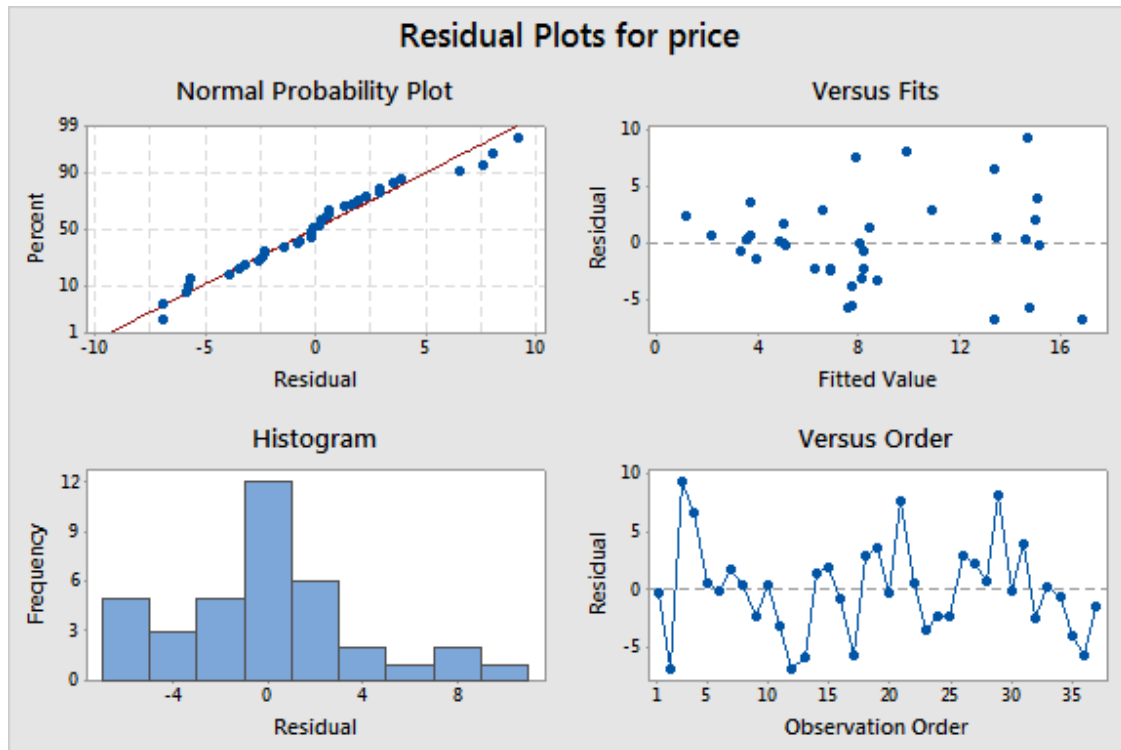 Residual Plots for price
Normal Probability Plot
99
90
50
10
1
Percent
-10 -5 0 5 10
Residual
Versus Fits
10
5
0
-5
Residual
0 4 8 12 16
Fitted Value
Histogram
12
9
6
3
0
Frequency
-4 0 4 8
Residual
Versus Order
10
5
0
-5
Residual
1 5 10 15 20 25 30 35
Observation Order